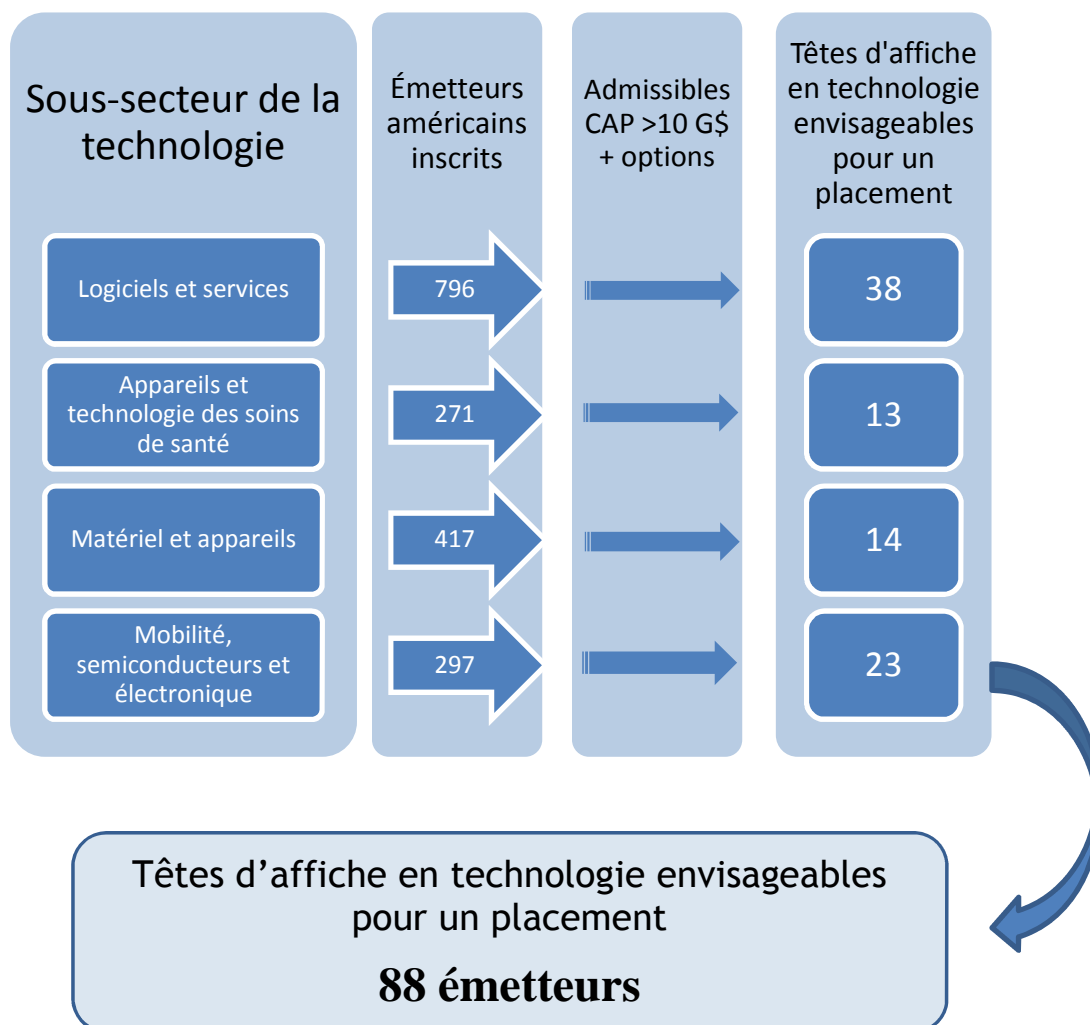 Sous-secteur de la
technologie
Émetteurs
américains
inscrits
Admissibles
CAP >10 G$
+ options
Têtes d'affiche
en technologie
envisageables
pour un
placement
Logiciels et services
796
38
Appareils et
technologie des soins
de santé
271
13
Matériel et appareils
417
14
Mobilité,
semiconducteurs et
électronique
297
23
Têtes d’affiche en technologie envisageables
pour un placement
88 émetteurs